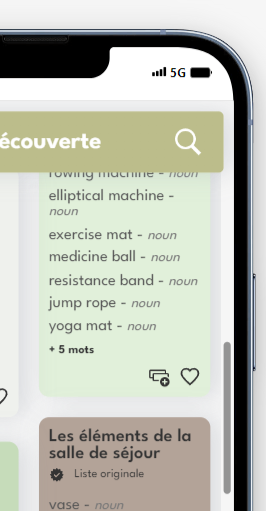 5G
écouverte
rowing machine - noun
elliptical machine -
noun
exercise mat - noun
medicine ball - noun
resistance band - noun
jump rope - noun
yoga mat - noun
+ 5 mots
Les éléments de la
salle de séjour
Liste originale
vase - noun